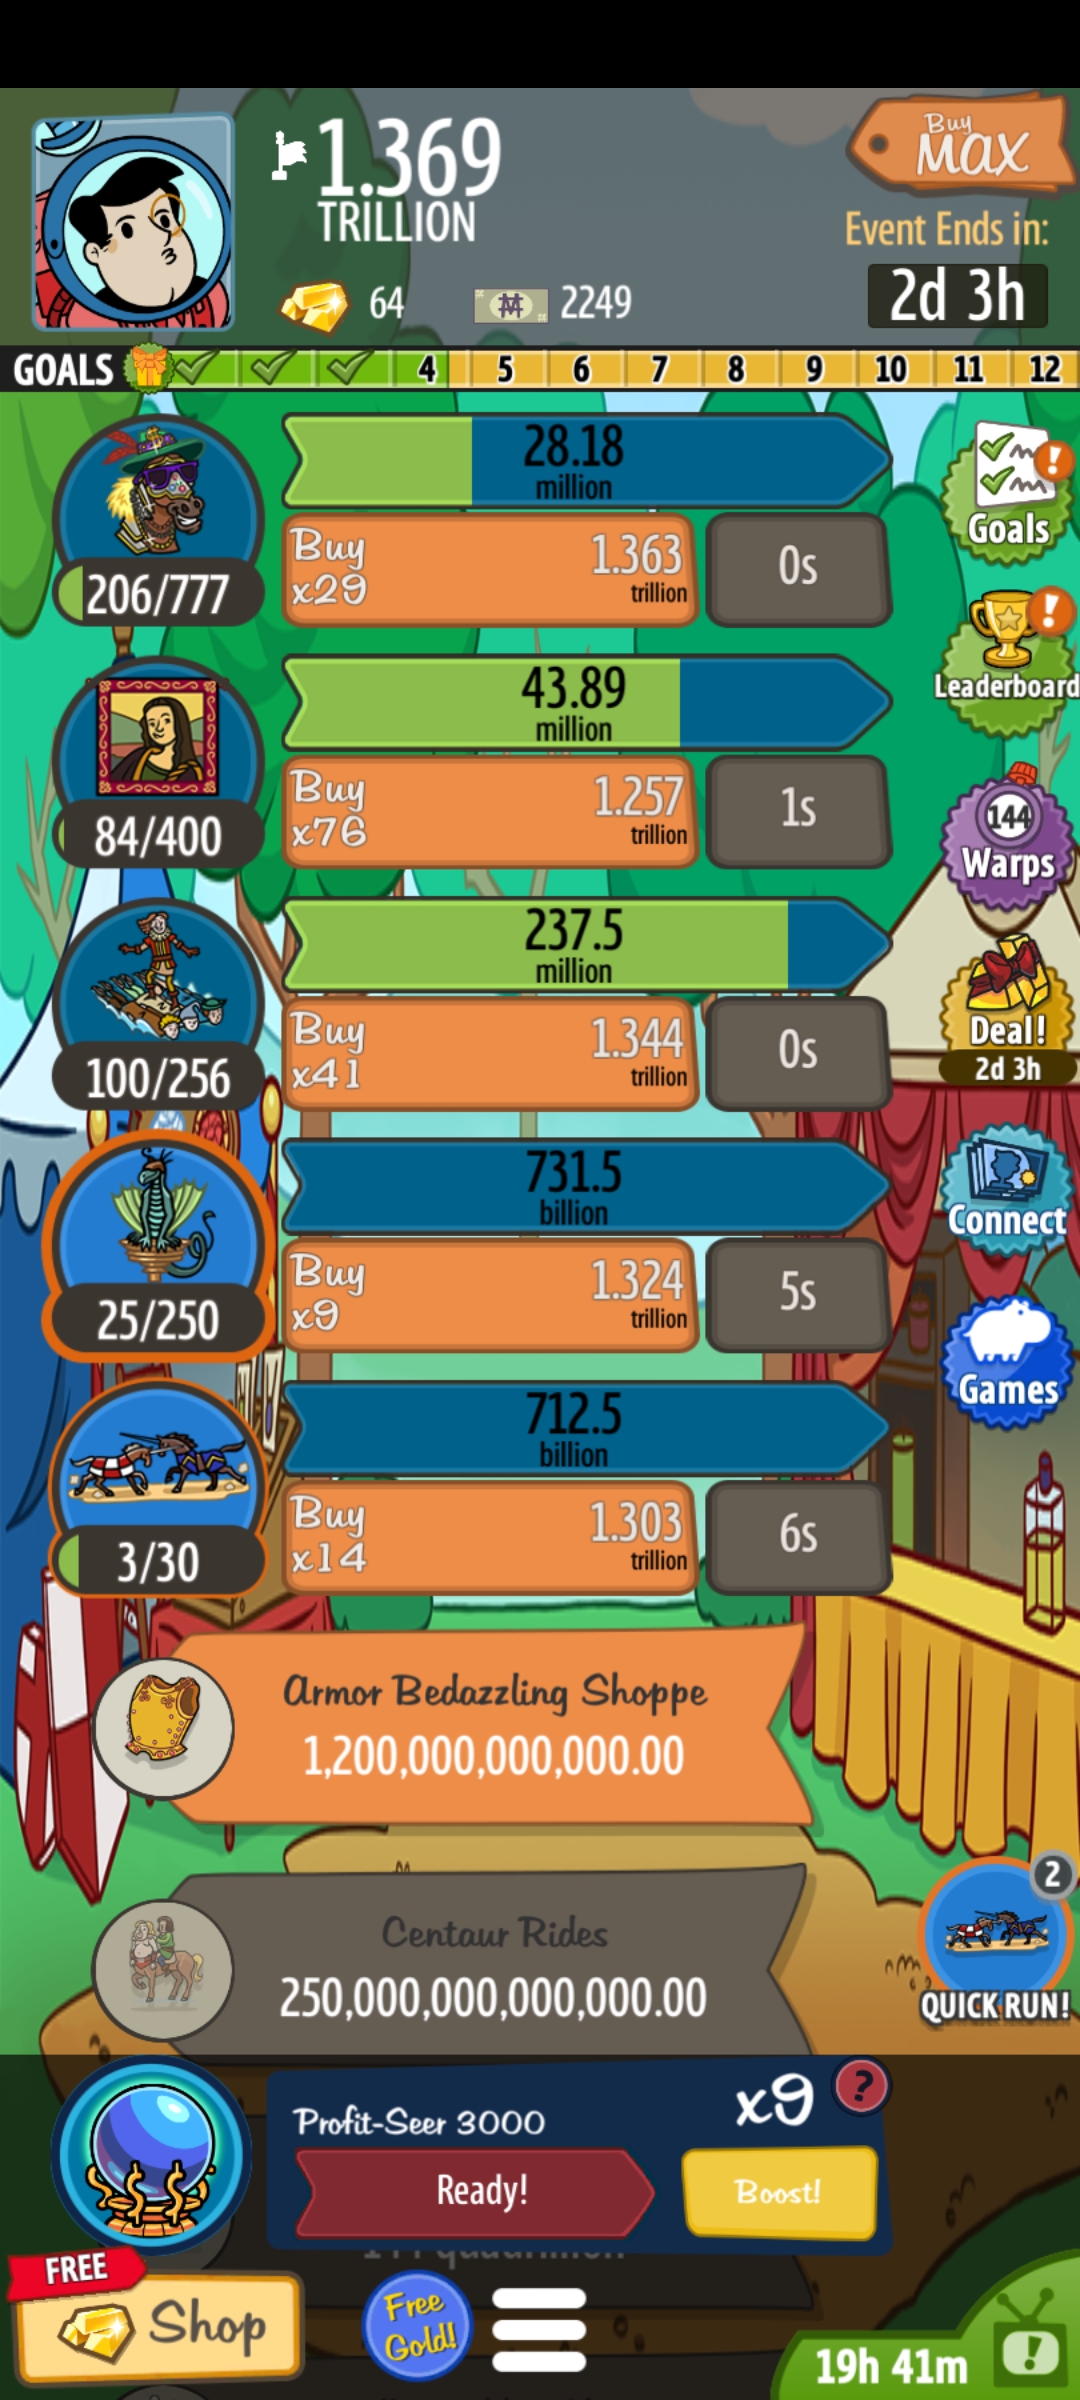 1.369
TRILLION
Buy
MAX
Event Ends in:
64
2249
2d 3h
GOALS 4 5 6 7 8 9 10 11 12
28.18
million
Buy
x29
1.363
trillion
0s
206/777
Goals
43.89
million
Leaderboard
Buy
x76
1.257
trillion
1s
84/400
144
Warps
237.5
million
Buy
x41
1.344
trillion
0s
100/256
Deal!
2d 3h
731.5
billion
Buy
x9
1.324
trillion
5s
25/250
Connect
712.5
billion
Games
Buy
x14
1.303
trillion
6s
3/30
Armor Bedazzling Shoppe
1,200,000,000,000.00
Centaur Rides
250,000,000,000,000.00
2
QUICK RUN!
Profit-Seer 3000
x9
?
Ready!
Boost!
FREE
Shop
Free
Gold!
19h 41m